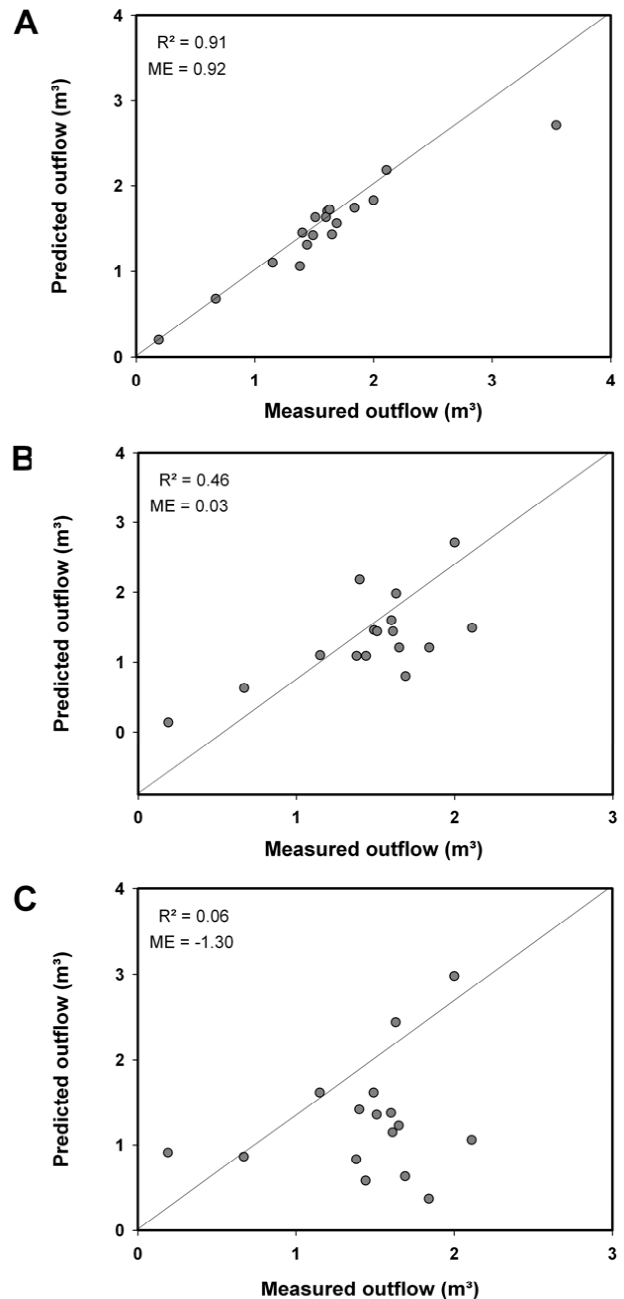 A
R² = 0.91
ME = 0.92
4
3
2
1
0
Predicted outflow (m³)
0 1 2 3 4
Measured outflow (m³)
B
R² = 0.46
ME = 0.03
4
3
2
1
0
Predicted outflow (m³)
0 1 2 3
Measured outflow (m³)
C
R² = 0.06
ME = -1.30
4
3
2
1
0
Predicted outflow (m³)
0 1 2 3
Measured outflow (m³)